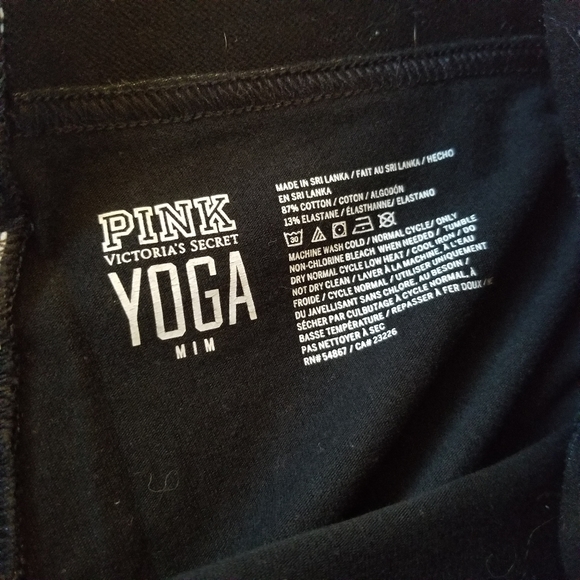 PINK
VICTORIA'S SECRET
YOGA
M I M
MADE IN SRI LANKA / FAIT AU SRI LANKA / HECHO
EN SRI LANKA
87% COTTON / COTON / ALGODÓN
13% ELASTANE / ÉLASTHANNE / ELASTANO
30
MACHINE WASH COLD / NORMAL CYCLE / ONLY
NON-CHLORINE BLEACH WHEN NEEDED / TUMBLE
DRY NORMAL CYCLE LOW HEAT / COOL IRON / DO
NOT DRY CLEAN / LAVER À LA MACHINE, À L'EAU
FROIDE / CYCLE NORMAL / UTILISER UNIQUEMENT
DU JAVELLISANT SANS CHLORE, AU BESOIN /
SÉCHER PAR CULBUTAGE À CYCLE NORMAL, À
BASSE TEMPÉRATURE / REPASSER À FER DOUX /
PAS NETTOYER À SEC
RN# 54867 / CA# 23226